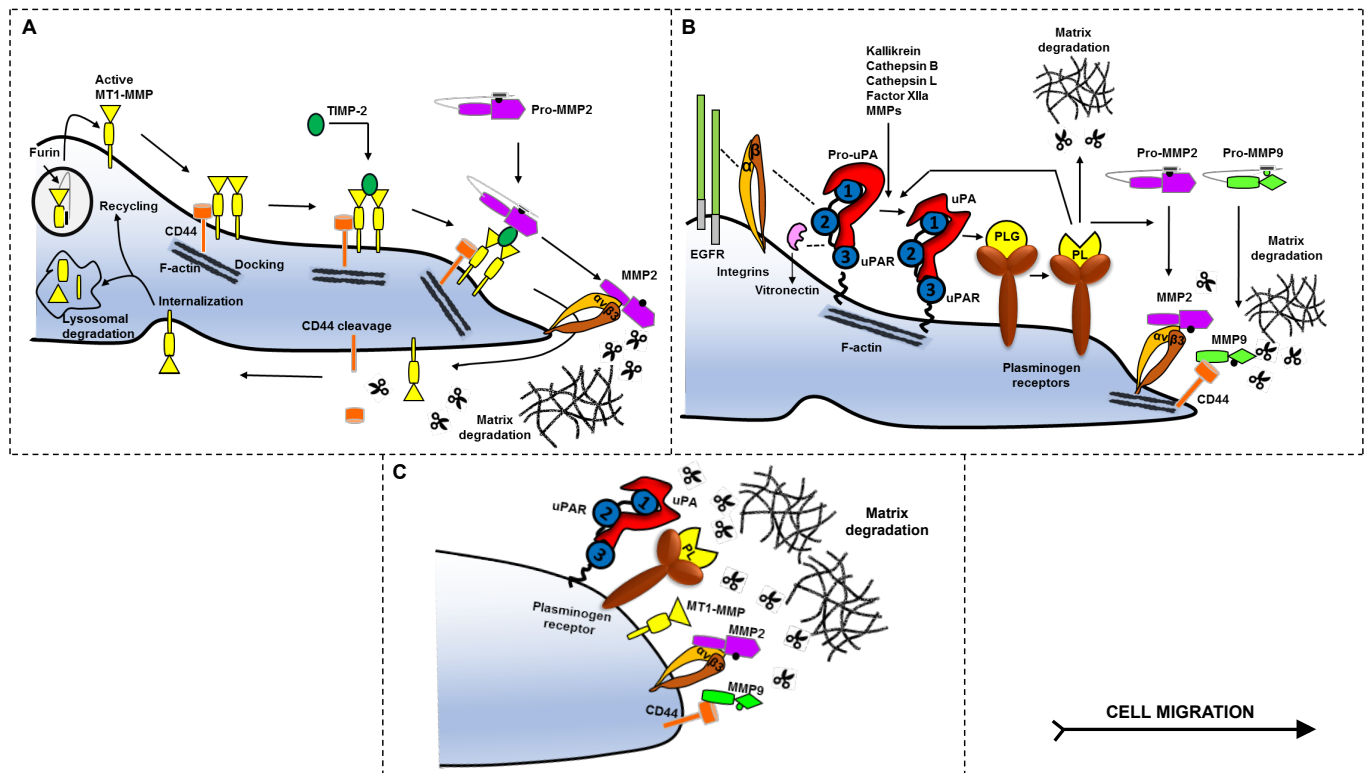 A
Active
MT1-MMP
Furin
Recycling
Lysosomal
degradation
Internalization
CD44
F-actin
Docking
TIMP-2
Pro-MMP2
MMP2
αvβ3
CD44 cleavage
Matrix
degradation
B
Kallikrein
Cathepsin B
Cathepsin L
Factor XIIa
MMPs
Matrix
degradation
EGFR
α
β
Integrins
Vitronectin
Pro-uPA
1
2
3
uPAR
uPA
1
2
3
uPAR
F-actin
PLG
PL
Plasminogen
receptors
Pro-MMP2
Pro-MMP9
Matrix
degradation
MMP2
αvβ3
MMP9
CD44
C
uPAR
1
2
3
uPA
PL
Plasminogen
receptor
MT1-MMP
MMP2
αvβ3
MMP9
CD44
Matrix
degradation
CELL MIGRATION